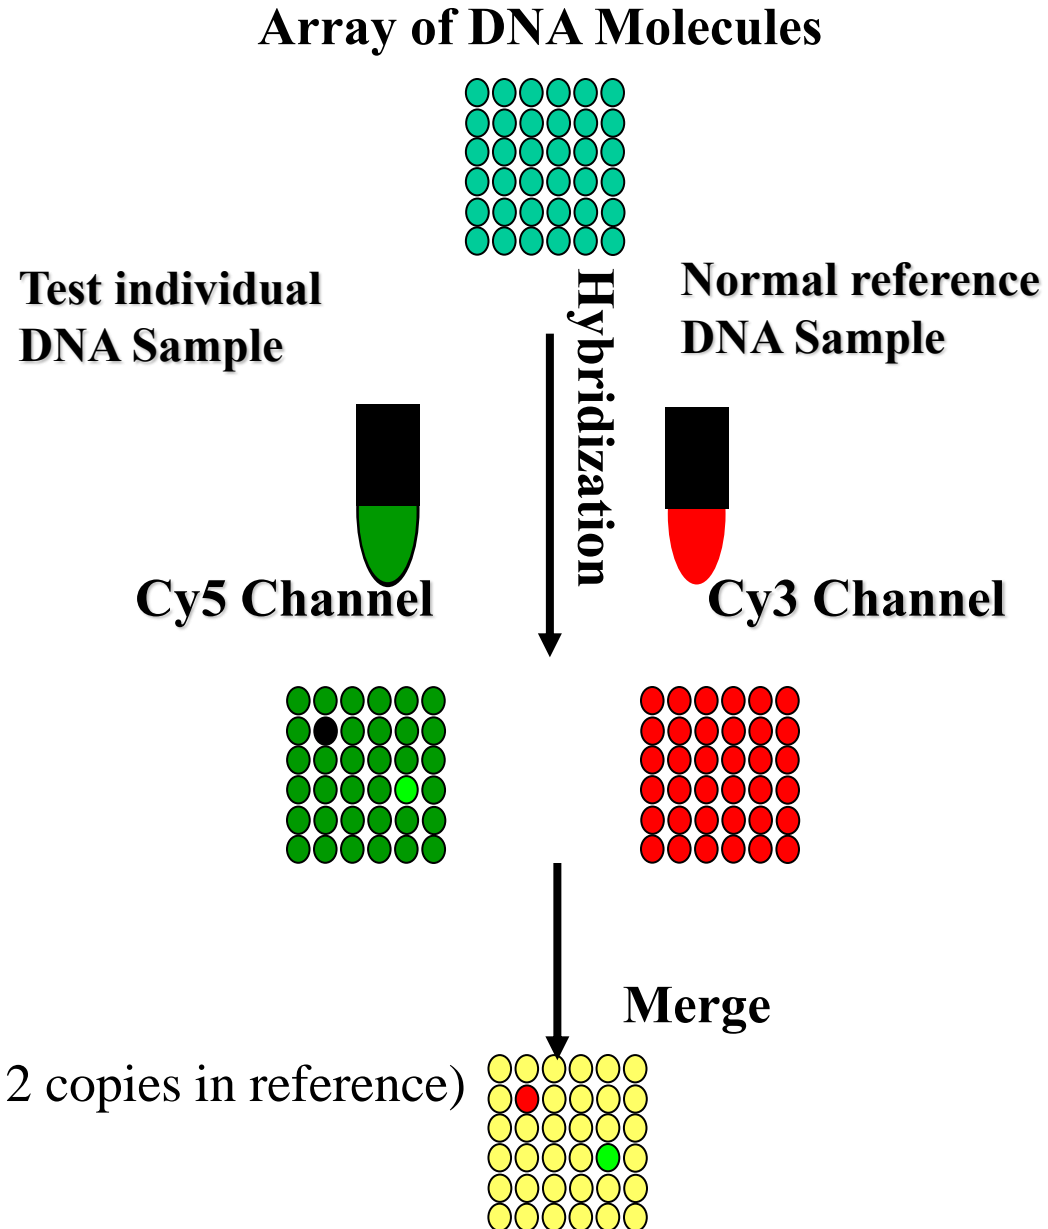 Array of DNA Molecules
Test individual
DNA Sample
Hybridization
Normal reference
DNA Sample
Cy5 Channel
Cy3 Channel
Merge
2 copies in reference)